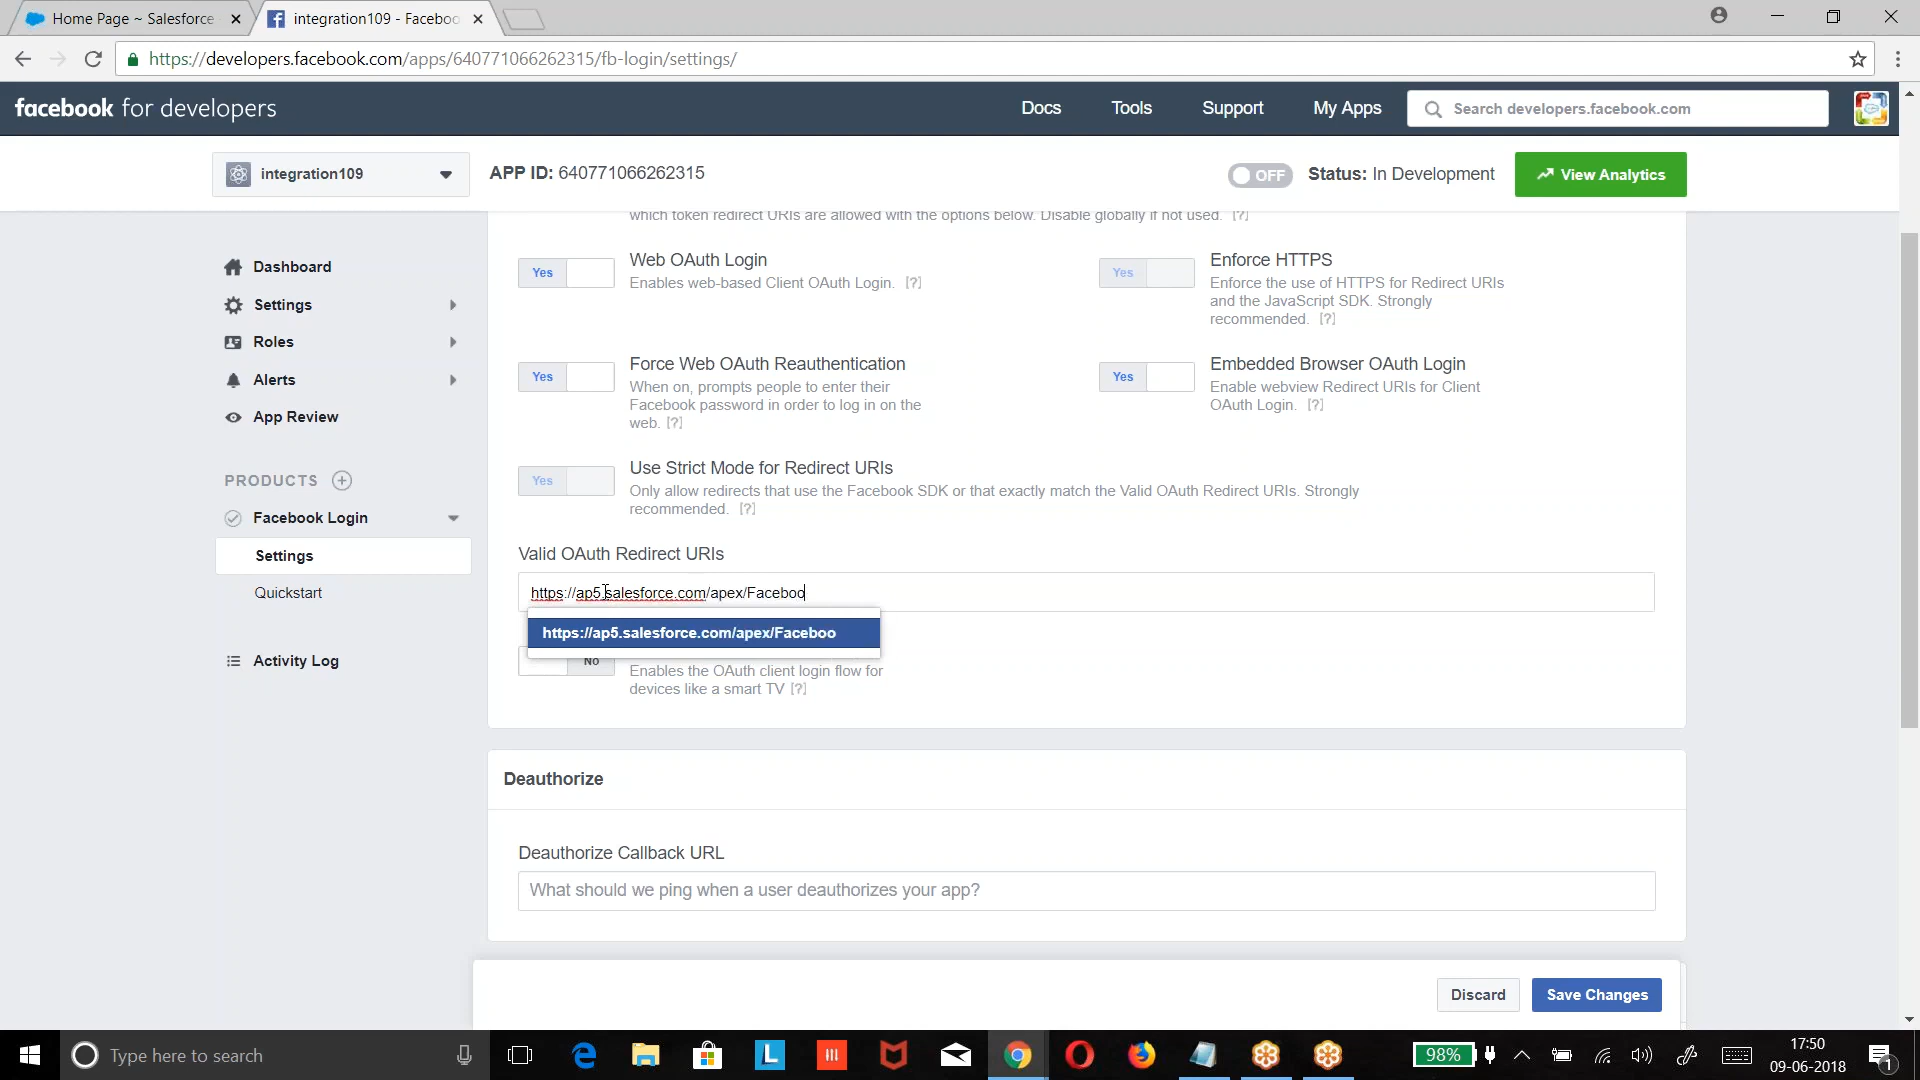 Home Page ~ Salesforce
integration109 - Faceboo
https://developers.facebook.com/apps/640771066262315/fb-login/settings/
facebook for developers
Docs
Tools
Support
My Apps
Search developers.facebook.com
integration109
APP ID: 640771066262315
OFF
Status: In Development
View Analytics
which token redirect URIs are allowed with the options below. Disable globally if not used. [?]
Dashboard
Settings
Roles
Alerts
App Review
PRODUCTS
Facebook Login
Settings
Quickstart
Activity Log
Yes
Web OAuth Login
Enables web-based Client OAuth Login. [?]
Yes
Enforce HTTPS
Enforce the use of HTTPS for Redirect URIs
and the JavaScript SDK. Strongly
recommended. [?]
Yes
Force Web OAuth Reauthentication
When on, prompts people to enter their
Facebook password in order to log in on the
web. [?]
Yes
Embedded Browser OAuth Login
Enable webview Redirect URIs for Client
OAuth Login. [?]
Yes
Use Strict Mode for Redirect URIs
Only allow redirects that use the Facebook SDK or that exactly match the Valid OAuth Redirect URIs. Strongly
recommended. [?]
Valid OAuth Redirect URIs
https://ap5.salesforce.com/apex/Faceboo
https://ap5.salesforce.com/apex/Faceboo
No
Enables the OAuth client login flow for
devices like a smart TV [?]
Deauthorize
Deauthorize Callback URL
What should we ping when a user deauthorizes your app?
Discard
Save Changes
Type here to search
L
98%
17:50
09-06-2018
1